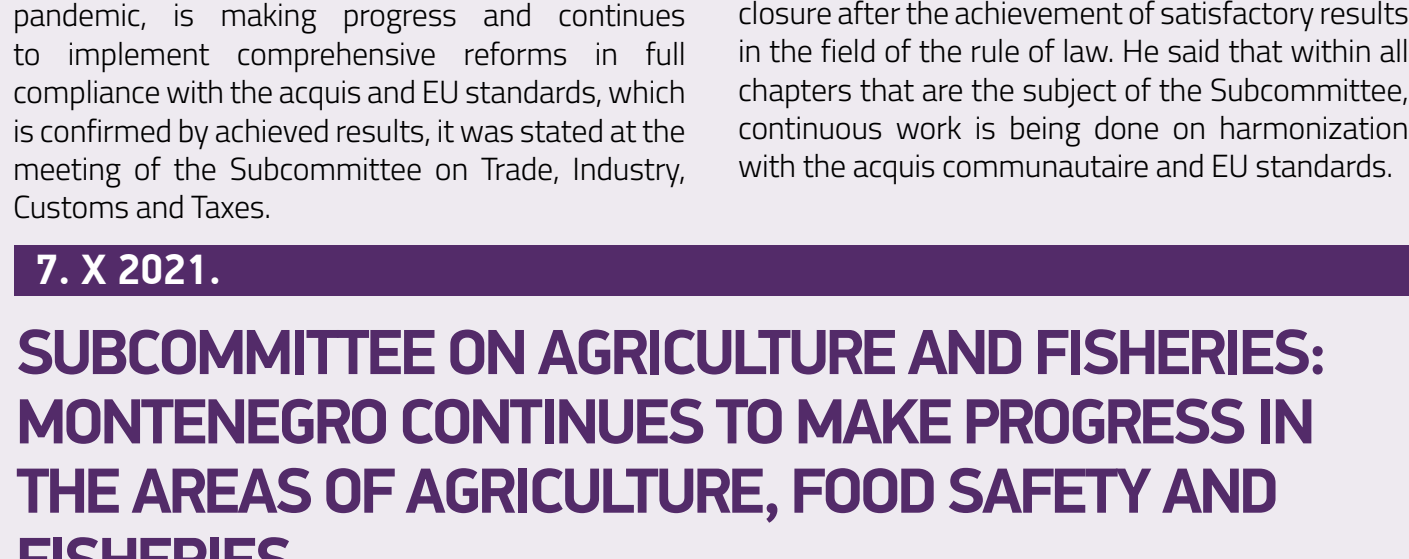 pandemic, is making progress and continues
to implement comprehensive reforms in full
compliance with the acquis and EU standards, which
is confirmed by achieved results, it was stated at the
meeting of the Subcommittee on Trade, Industry,
Customs and Taxes.
closure after the achievement of satisfactory results
in the field of the rule of law. He said that within all
chapters that are the subject of the Subcommittee,
continuous work is being done on harmonization
with the acquis communautaire and EU standards.
7. X 2021.
SUBCOMMITTEE ON AGRICULTURE AND FISHERIES:
MONTENEGRO CONTINUES TO MAKE PROGRESS IN
THE AREAS OF AGRICULTURE, FOOD SAFETY AND
FISHERIES